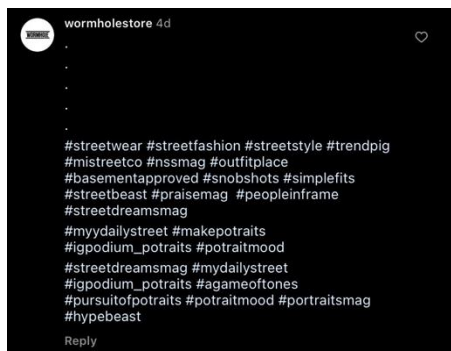 WORMHOLE
wormholestore 4d
.
.
.
.
.
#streetwear #streetfashion #streetstyle #trendpig
#mistreetco #nssmag #outfitplace
#basementapproved #snobshots #simplefits
#streetbeast #praisemag #peopleinframe
#streetdreamsmag
#myydailystreet #makepotraits
#igpodium_potraits #potraitmood
#streetdreamsmag #mydailystreet
#igpodium_potraits #agameoftones
#pursuitofpotraits #potraitmood #portraitsmag
#hypebeast
Reply